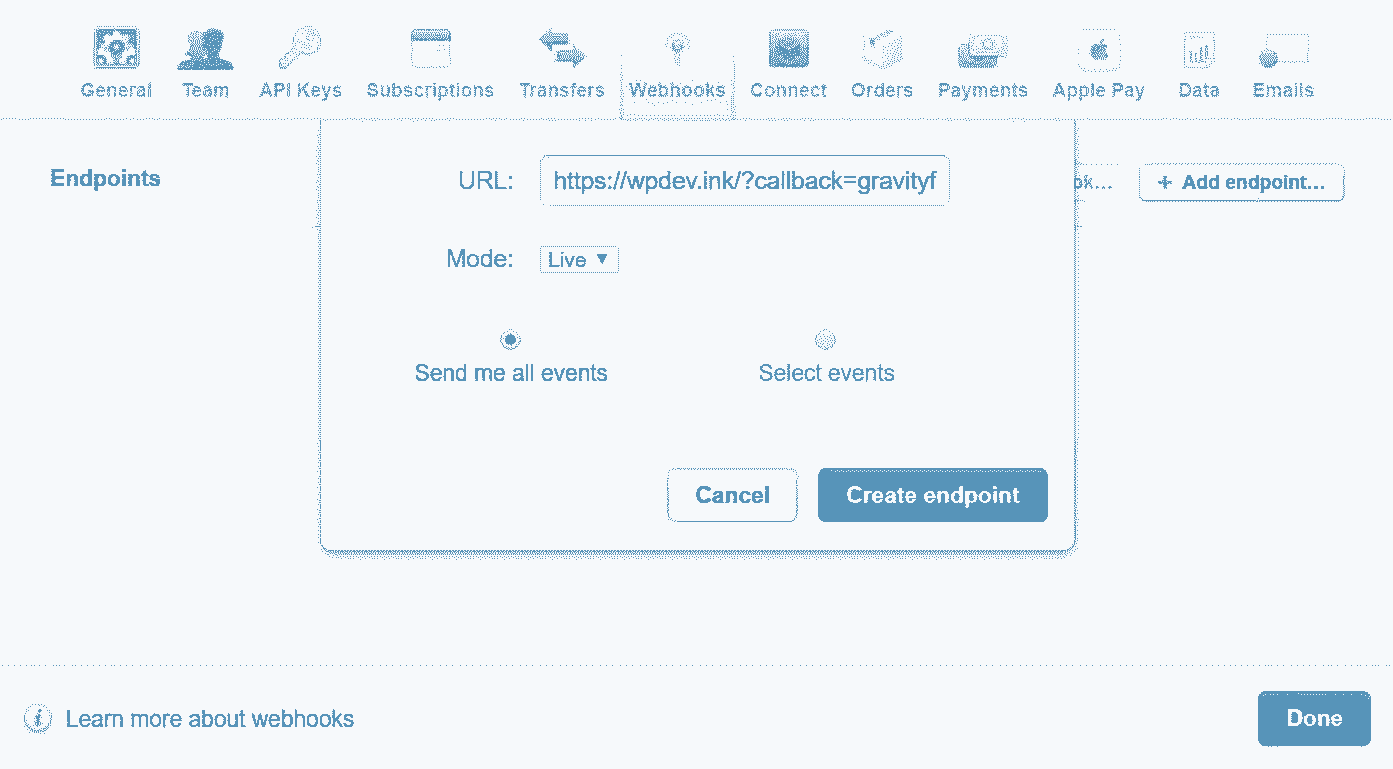 General Team API Keys Subscriptions Transfers Webhooks Connect Orders Payments Apple Pay Data Emails
Endpoints
URL: https://wpdev.ink/?callback=gravityf
ok...
+ Add endpoint...
Mode: Live ▼
Send me all events Select events
Cancel Create endpoint
Learn more about webhooks
Done